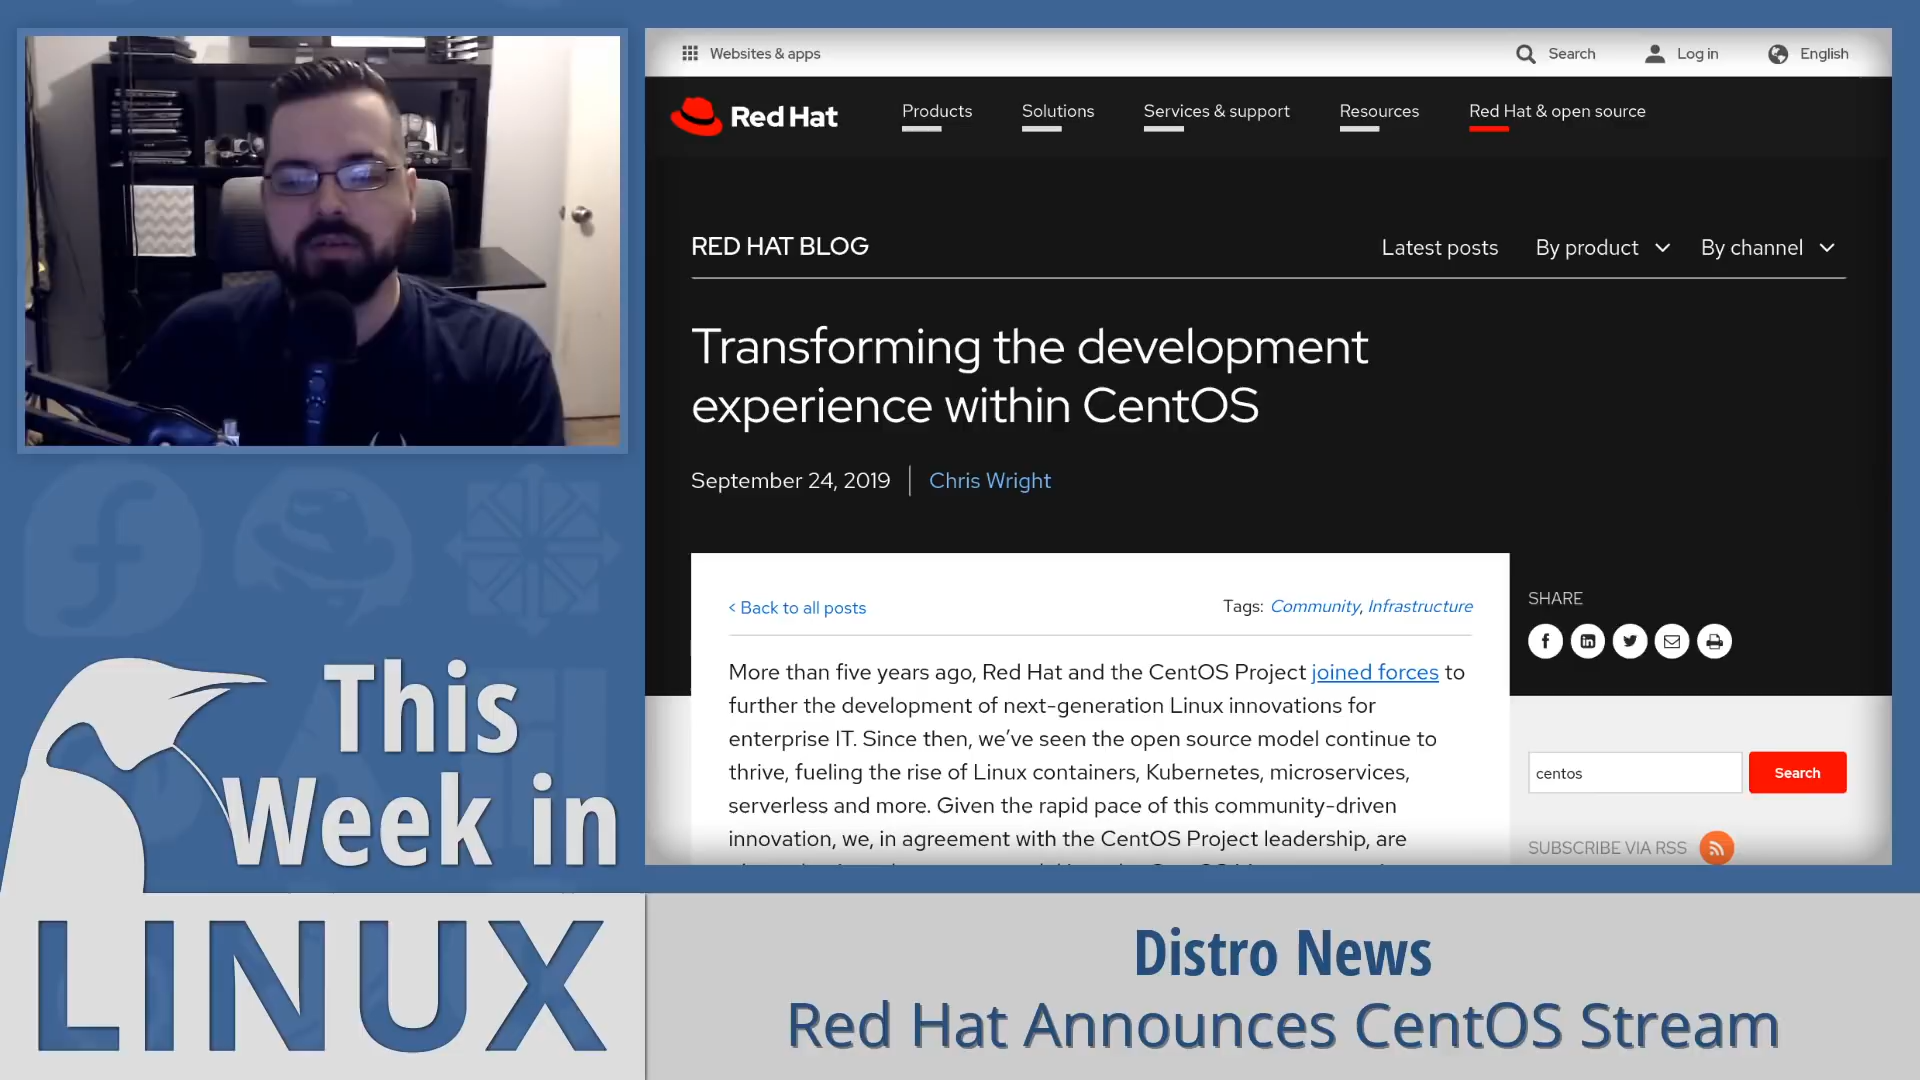 Websites & apps
Search
Log in
English
Red Hat
Products
Solutions
Services & support
Resources
Red Hat & open source
RED HAT BLOG
Latest posts
By product
By channel
Transforming the development
experience within CentOS
September 24, 2019
Chris Wright
< Back to all posts
Tags: Community, Infrastructure
SHARE
More than five years ago, Red Hat and the CentOS Project joined forces to
further the development of next-generation Linux innovations for
enterprise IT. Since then, we’ve seen the open source model continue to
thrive, fueling the rise of Linux containers, Kubernetes, microservices,
serverless and more. Given the rapid pace of this community-driven
innovation, we, in agreement with the CentOS Project leadership, are
centos
Search
SUBSCRIBE VIA RSS
This
Week in
LINUX
Distro News
Red Hat Announces CentOS Stream